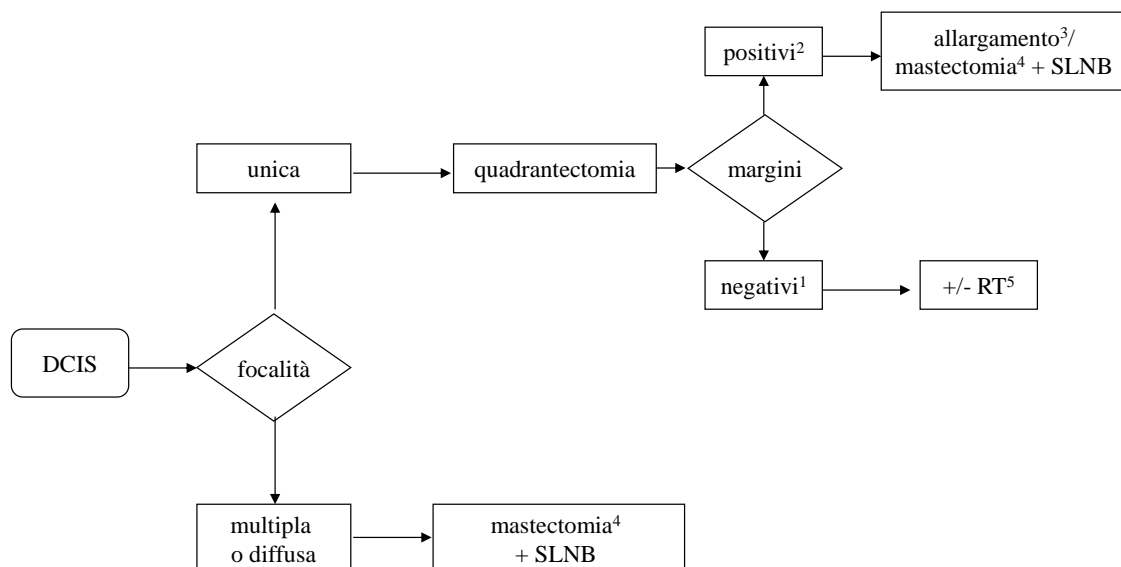 positivi²
allargamento³/
mastectomia⁴ + SLNB
unica
quadrantectomia
margini
negativi¹
+/- RT⁵
DCIS
focalità
multipla
o diffusa
mastectomia⁴
+ SLNB